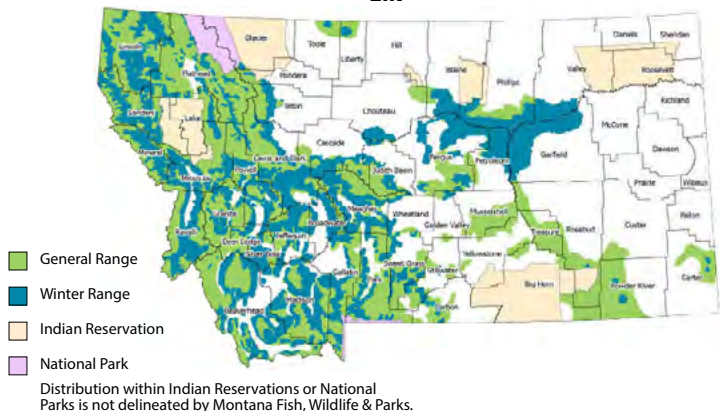 Daniels
Sheridan
Glacier
Toole
Liberty
Hill
Blaine
Phillips
Valley
Roosevelt
Lincoln
Flathead
Pondera
Teton
Chouteau
Richland
Sanders
Lake
McCone
Dawson
Cascade
Garfield
Mineral
Missoula
Powell
Lewis and Clark
Judith Basin
Fergus
Petroleum
Prairie
Wibaux
Granite
Meagher
Broadwater
Wheatland
Golden Valley
Musselshell
Ravalli
Deer Lodge
Jefferson
Treasure
Rosebud
Custer
Fallon
Silver Bow
Gallatin
Park
Sweet Grass
Stillwater
Yellowstone
Beaverhead
Madison
Carbon
Big Horn
Powder River
Carter
General Range
Winter Range
Indian Reservation
National Park
Distribution within Indian Reservations or National
Parks is not delineated by Montana Fish, Wildlife & Parks.